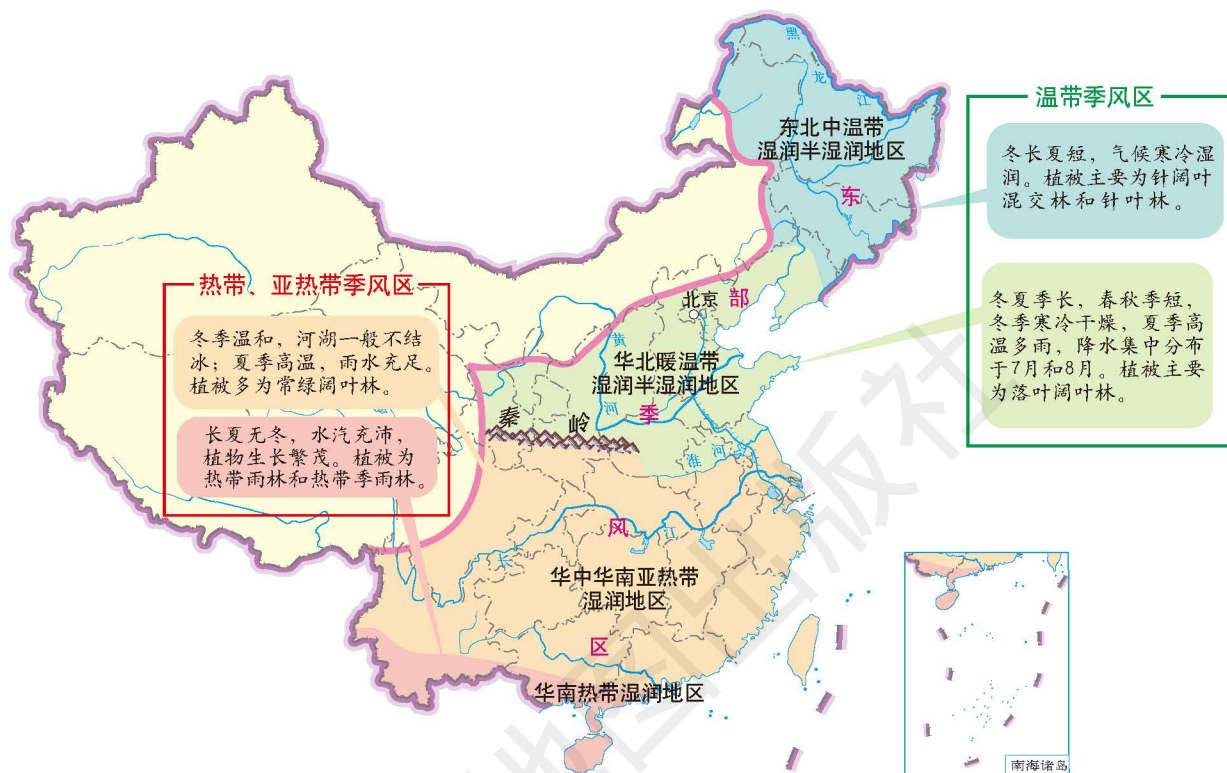 黑
龙
江
东北中温带
湿润半湿润地区
东
温带季风区
冬长夏短，气候寒冷湿
润。植被主要为针阔叶
混交林和针叶林。
冬夏季长，春秋季短，
冬季寒冷干燥，夏季高
温多雨，降水集中分布
于7月和8月。植被主要
为落叶阔叶林。
热带、亚热带季风区
冬季温和，河湖一般不结
冰；夏季高温，雨水充足。
植被多为常绿阔叶林。
长夏无冬，水汽充沛，
植物生长繁茂。植被为
热带雨林和热带季雨林。
北京
部
黄
河
华北暖温带
湿润半湿润地区
季
秦岭
淮河
风
长
江
华中华南亚热带
湿润地区
区
华南热带湿润地区
南海诸岛
地图出版社